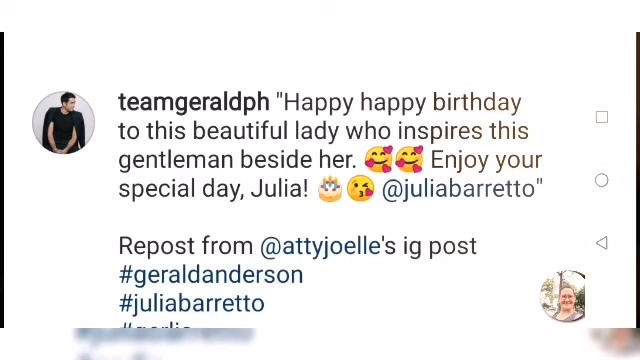 teamgeraldph "Happy happy birthday
to this beautiful lady who inspires this
gentleman beside her. 🥰🥰 Enjoy your
special day, Julia! 🎂😘 @juliabarretto"
Repost from @attyjoelle's ig post
#geraldanderson
#juliabarretto